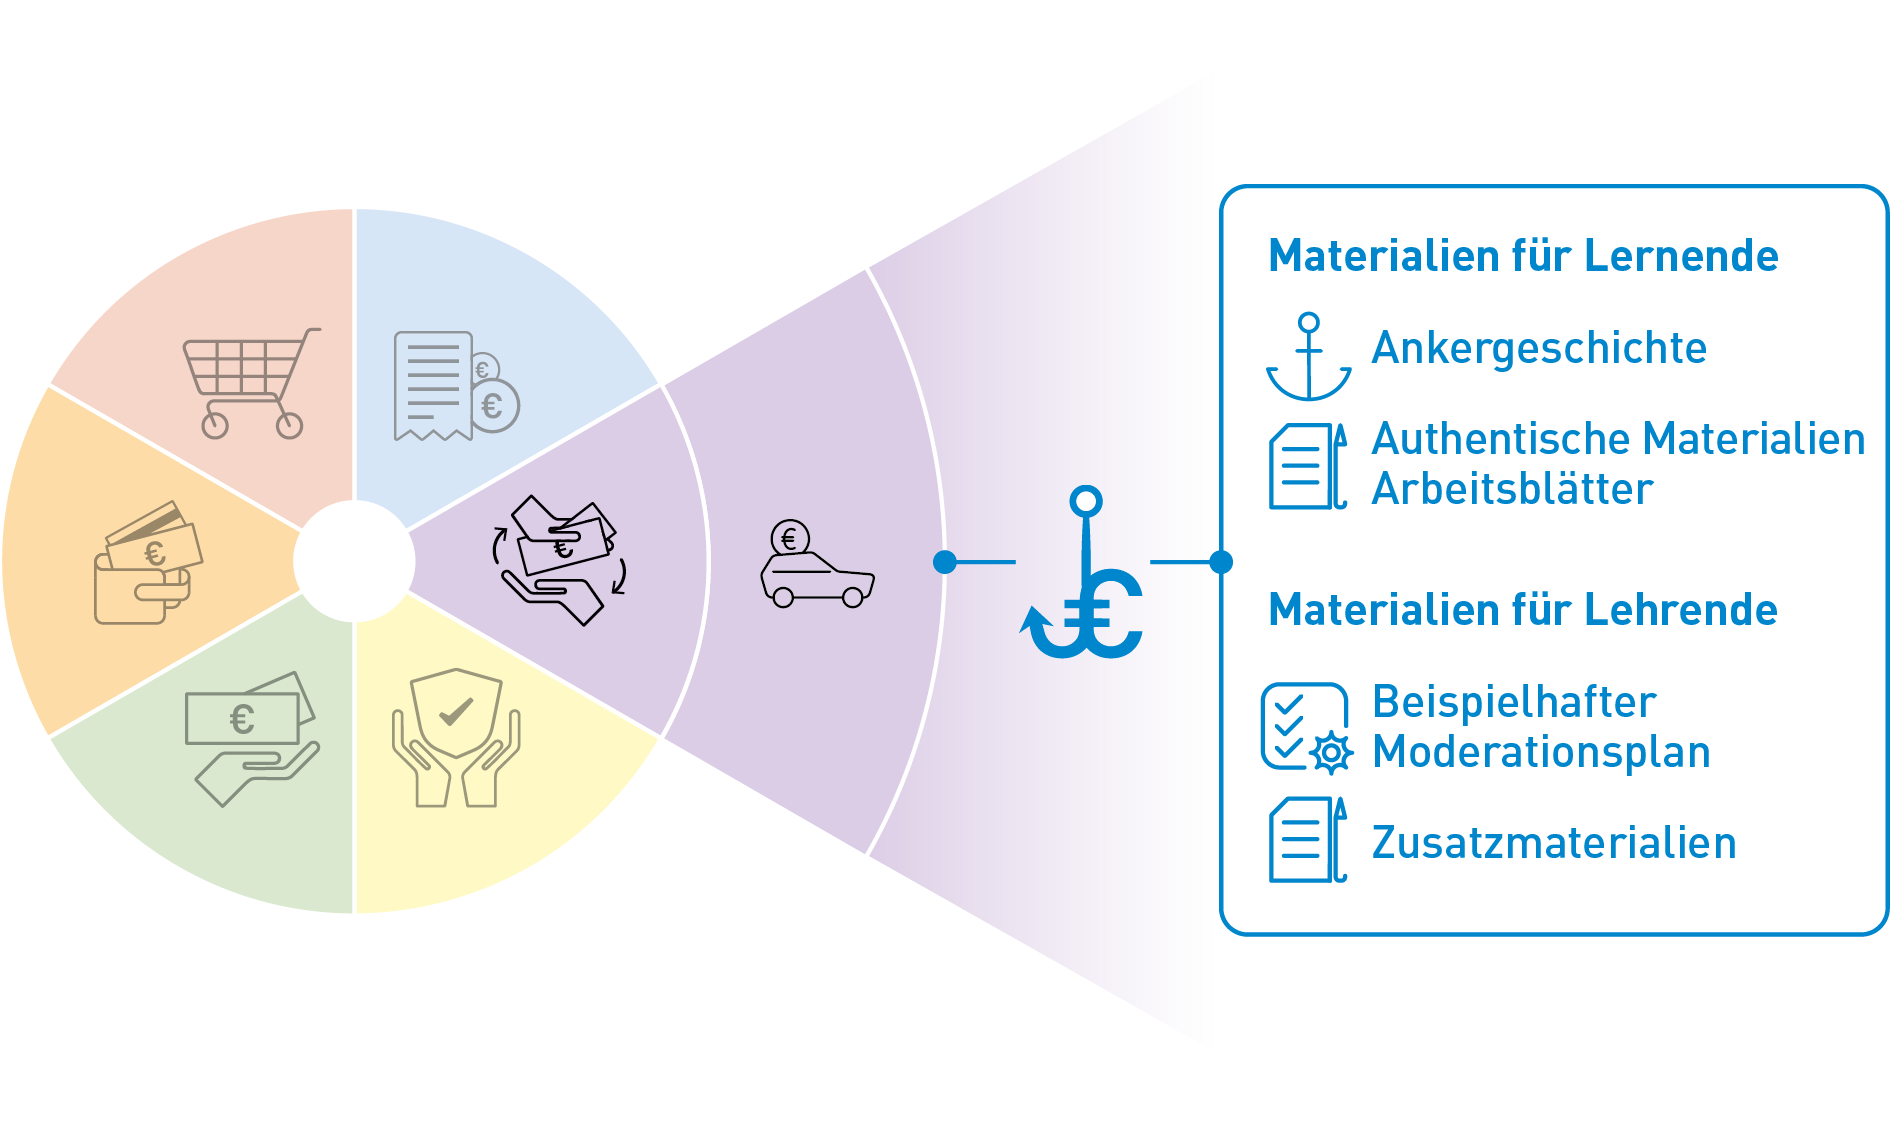 Materialien für Lernende
Ankergeschichte
Authentische Materialien
Arbeitsblätter
Materialien für Lehrende
Beispielhafter
Moderationsplan
Zusatzmaterialien
€
€
€
€
€
€